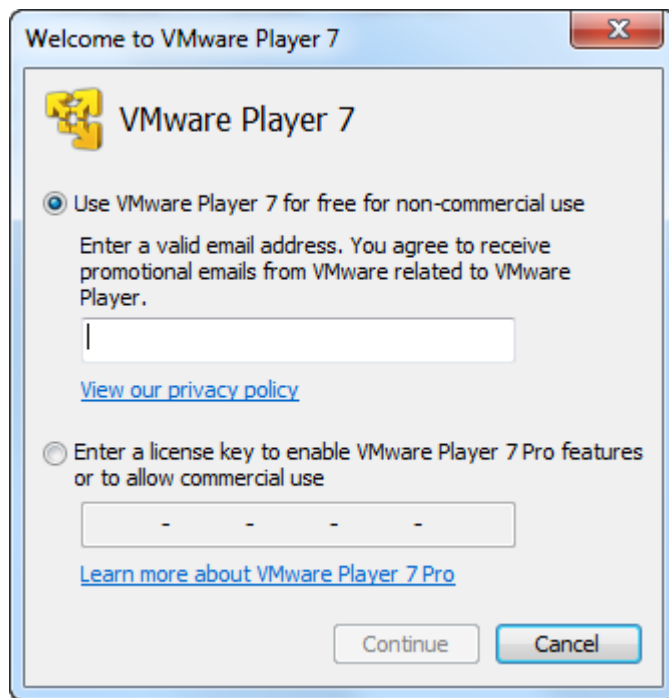 Welcome to VMware Player 7
VMware Player 7
Use VMware Player 7 for free for non-commercial use
Enter a valid email address. You agree to receive
promotional emails from VMware related to VMware
Player.
View our privacy policy
Enter a license key to enable VMware Player 7 Pro features
or to allow commercial use
- - - -
Learn more about VMware Player 7 Pro
Continue Cancel